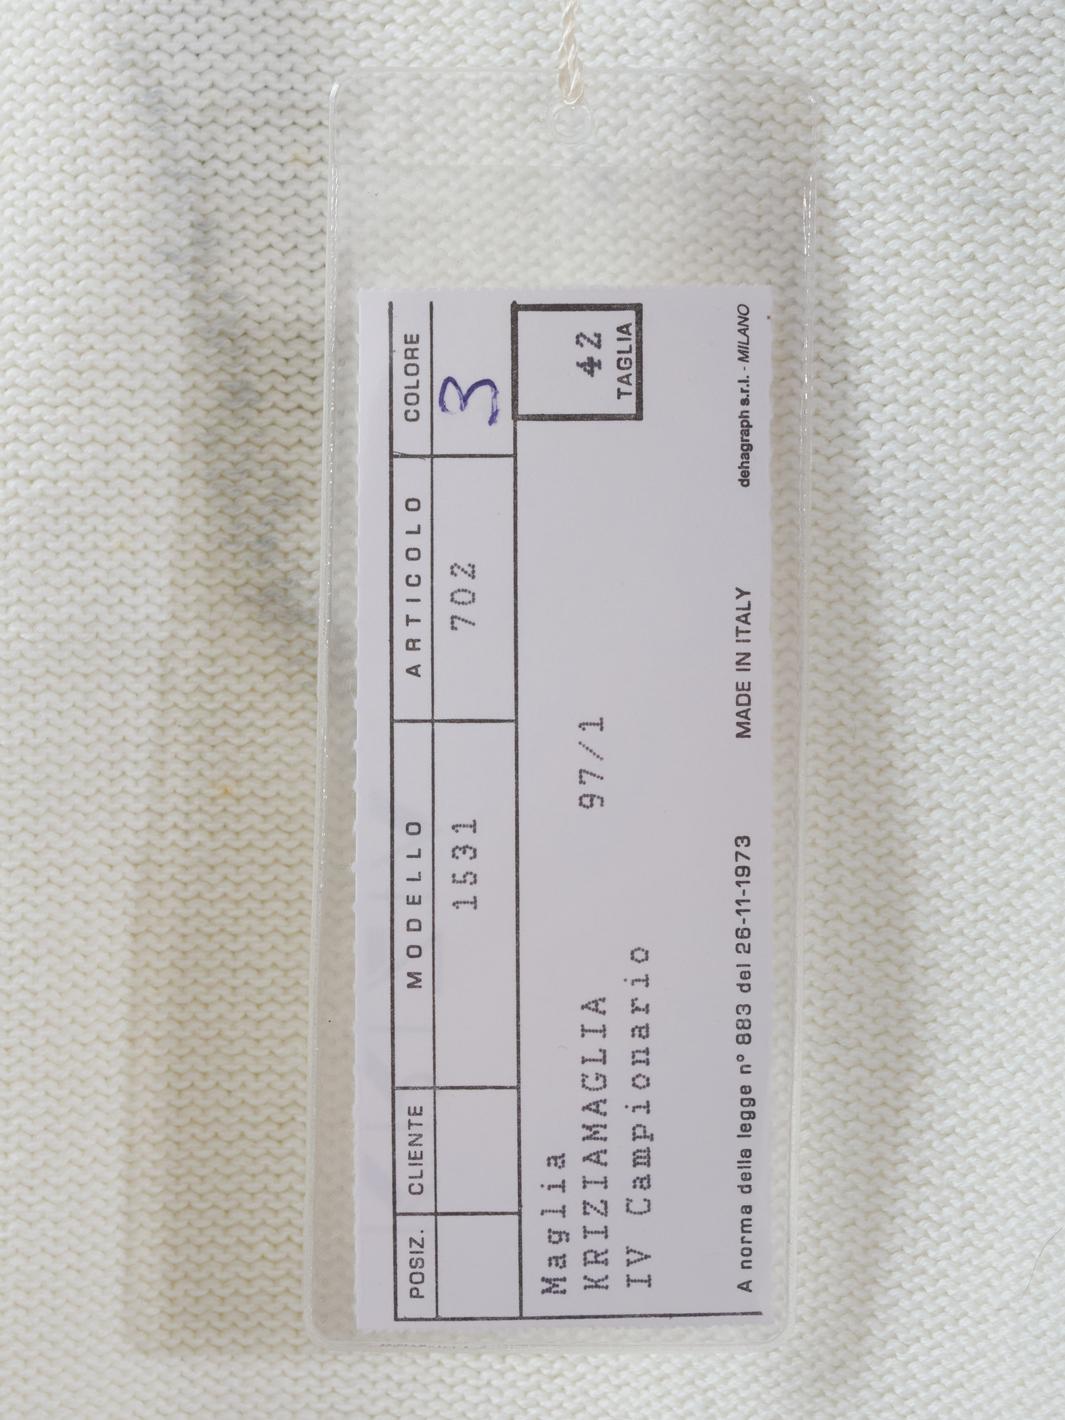 POSIZ. CLIENTE MODELLO ARTICOLO COLORE
1531 702 3
Maglia
KRIZIAMAGLIA 97/1 42
IV Campionario TAGLIA
A norma della legge n° 883 del 26-11-1973 MADE IN ITALY dehagraph s.r.l. - MILANO